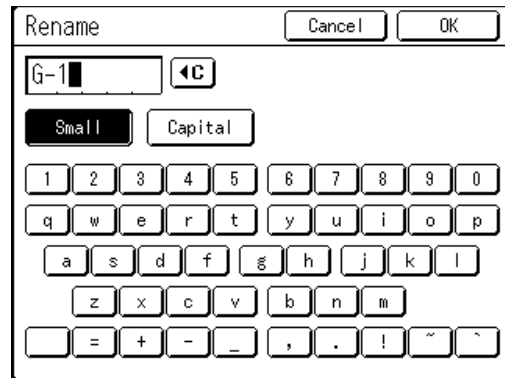 Rename Cancel OK
G-1 ◀C
Small Capital
1 2 3 4 5 6 7 8 9 0
q w e r t y u i o p
a s d f g h j k l
z x c v b n m
= + - _ , . ! ~ `